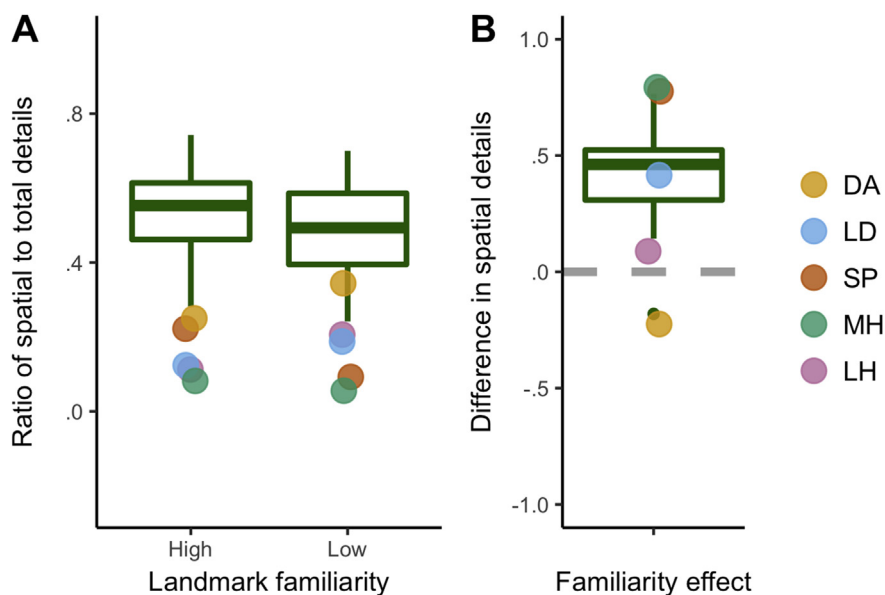 A
Ratio of spatial to total details
.8
.4
.0
High
Low
Landmark familiarity
B
Difference in spatial details
1.0
.5
.0
-.5
-1.0
Familiarity effect
DA
LD
SP
MH
LH